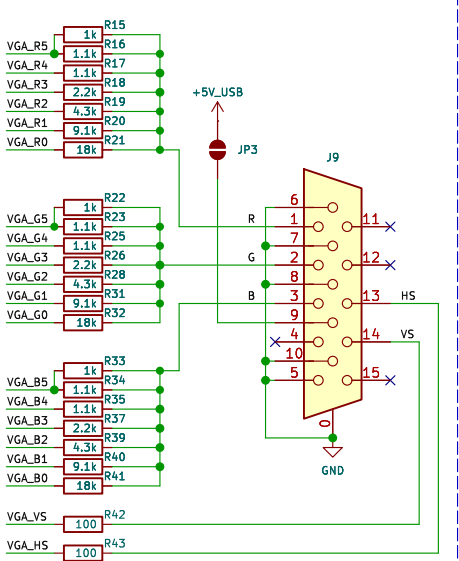 R15
1k
VGA_R5 R16
1.1k
VGA_R4 R17
1.1k
VGA_R3 R18
2.2k
VGA_R2 R19
4.3k
VGA_R1 R20
9.1k
VGA_R0 R21
18k
+5V_USB
JP3
J9
R22
1k
VGA_G5 R23
1.1k
VGA_G4 R25
1.1k
VGA_G3 R26
2.2k
VGA_G2 R28
4.3k
VGA_G1 R31
9.1k
VGA_G0 R32
18k
R33
1k
VGA_B5 R34
1.1k
VGA_B4 R35
1.1k
VGA_B3 R37
2.2k
VGA_B2 R39
4.3k
VGA_B1 R40
9.1k
VGA_B0 R41
18k
VGA_VS R42
100
VGA_HS R43
100
6
R 1 11
7
G 2 12
8
B 3 13 HS
9
4 14 VS
10
5 15
0
GND